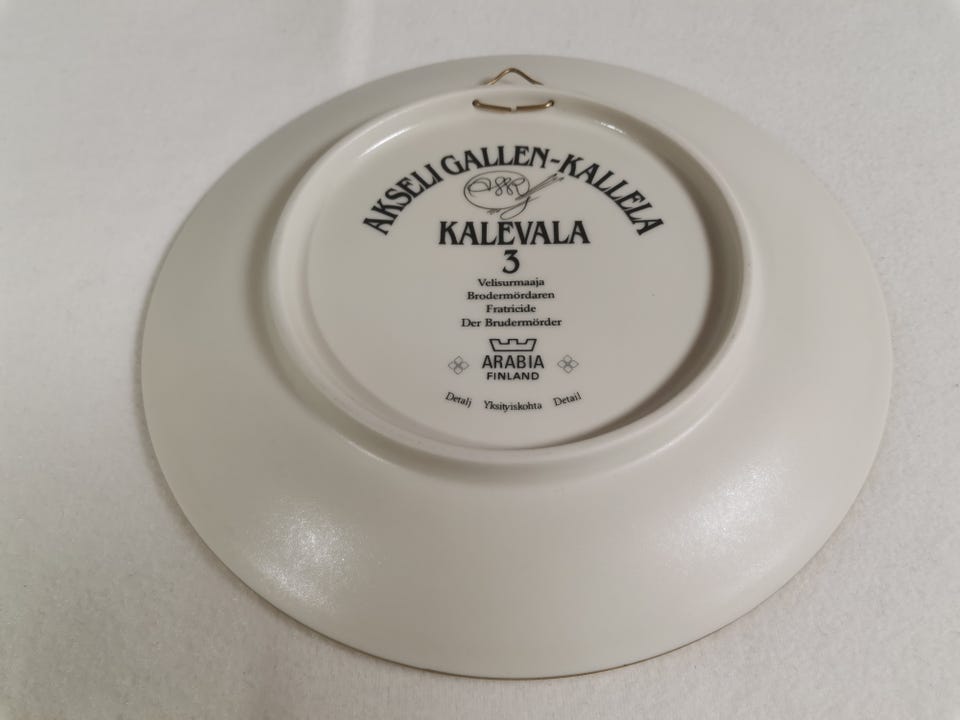 AKSELI GALLEN-KALLELA
KALEVALA
3
Velisurmaaja
Brodermördaren
Fratricide
Der Brudermörder
ARABIA
FINLAND
Detalj Yksityiskohta Detail